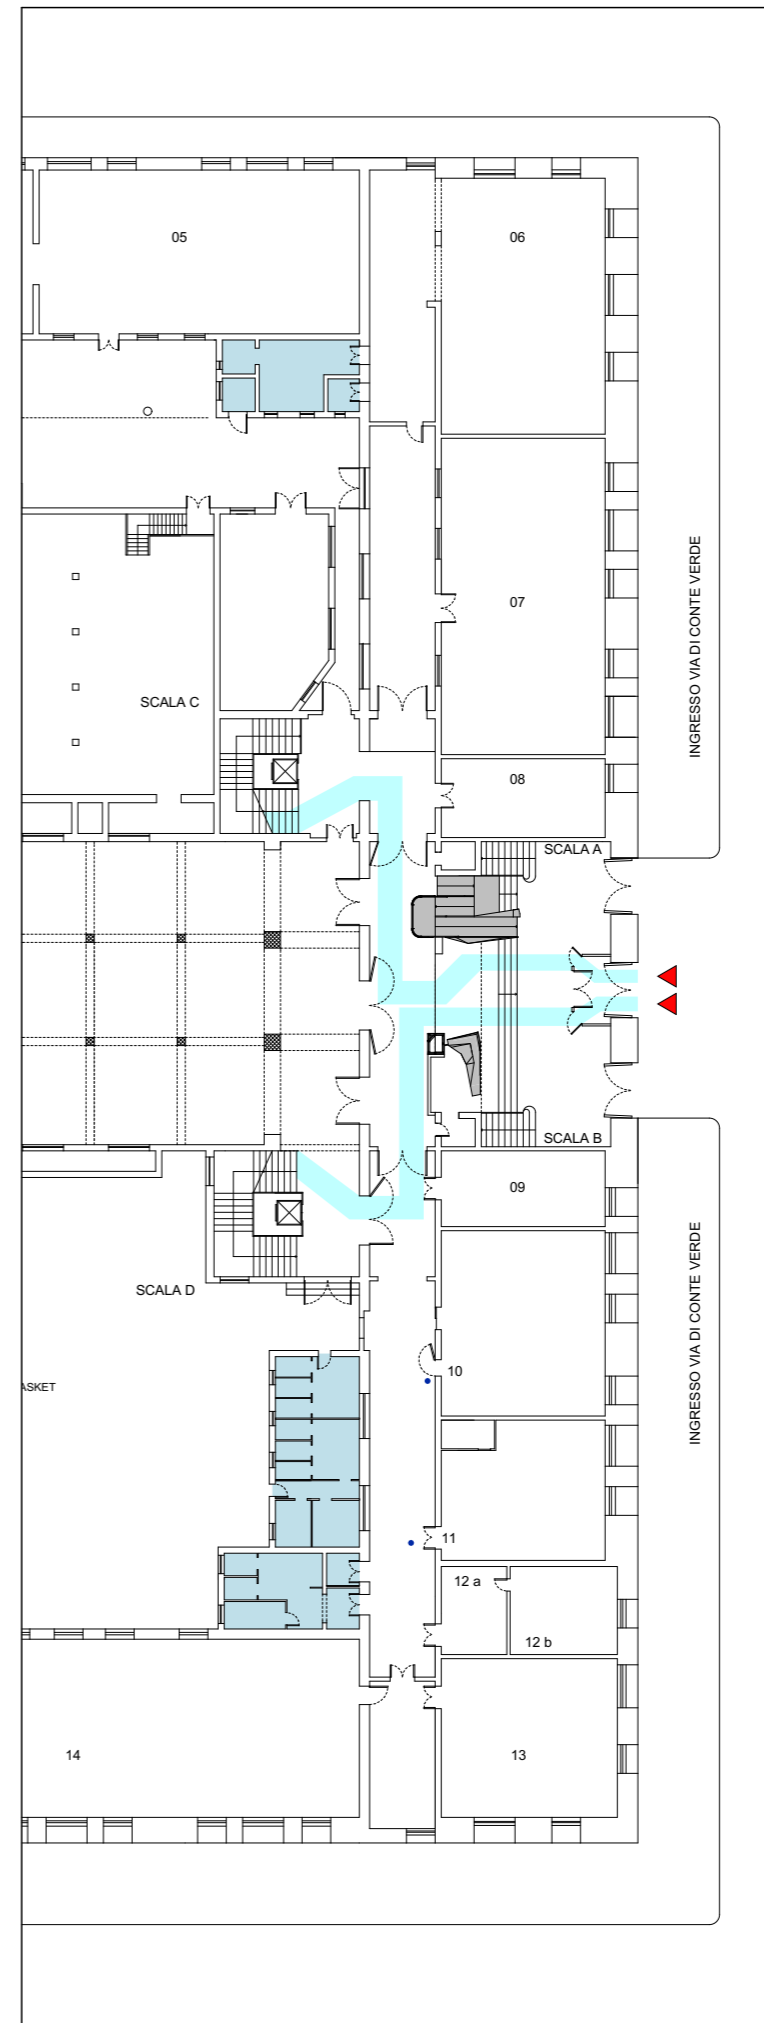 05
06
INGRESSO VIA DI CONTE VERDE
07
SCALA C
08
SCALA A
SCALA B
09
INGRESSO VIA DI CONTE VERDE
SCALA D
10
ASKET
11
12 a
12 b
14
13